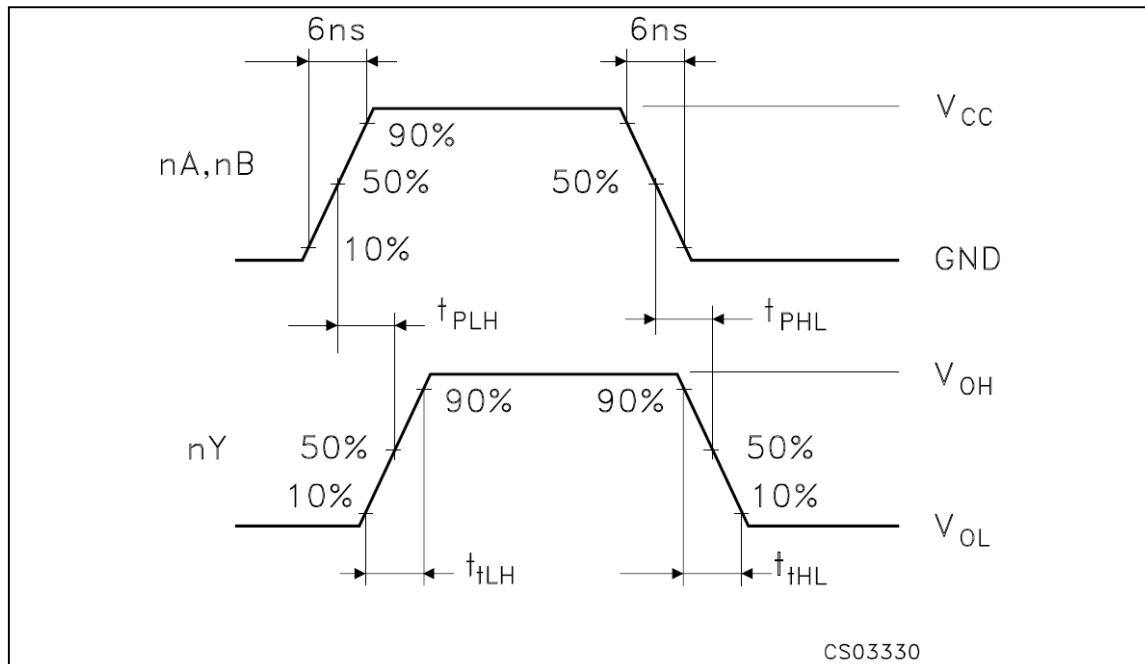 6ns 6ns
V_CC
90%
nA,nB 50% 50%
10% GND
t_PLH t_PHL
V_OH
90% 90%
nY 50% 50%
10% 10%
V_OL
t_tLH t_tHL
CS03330